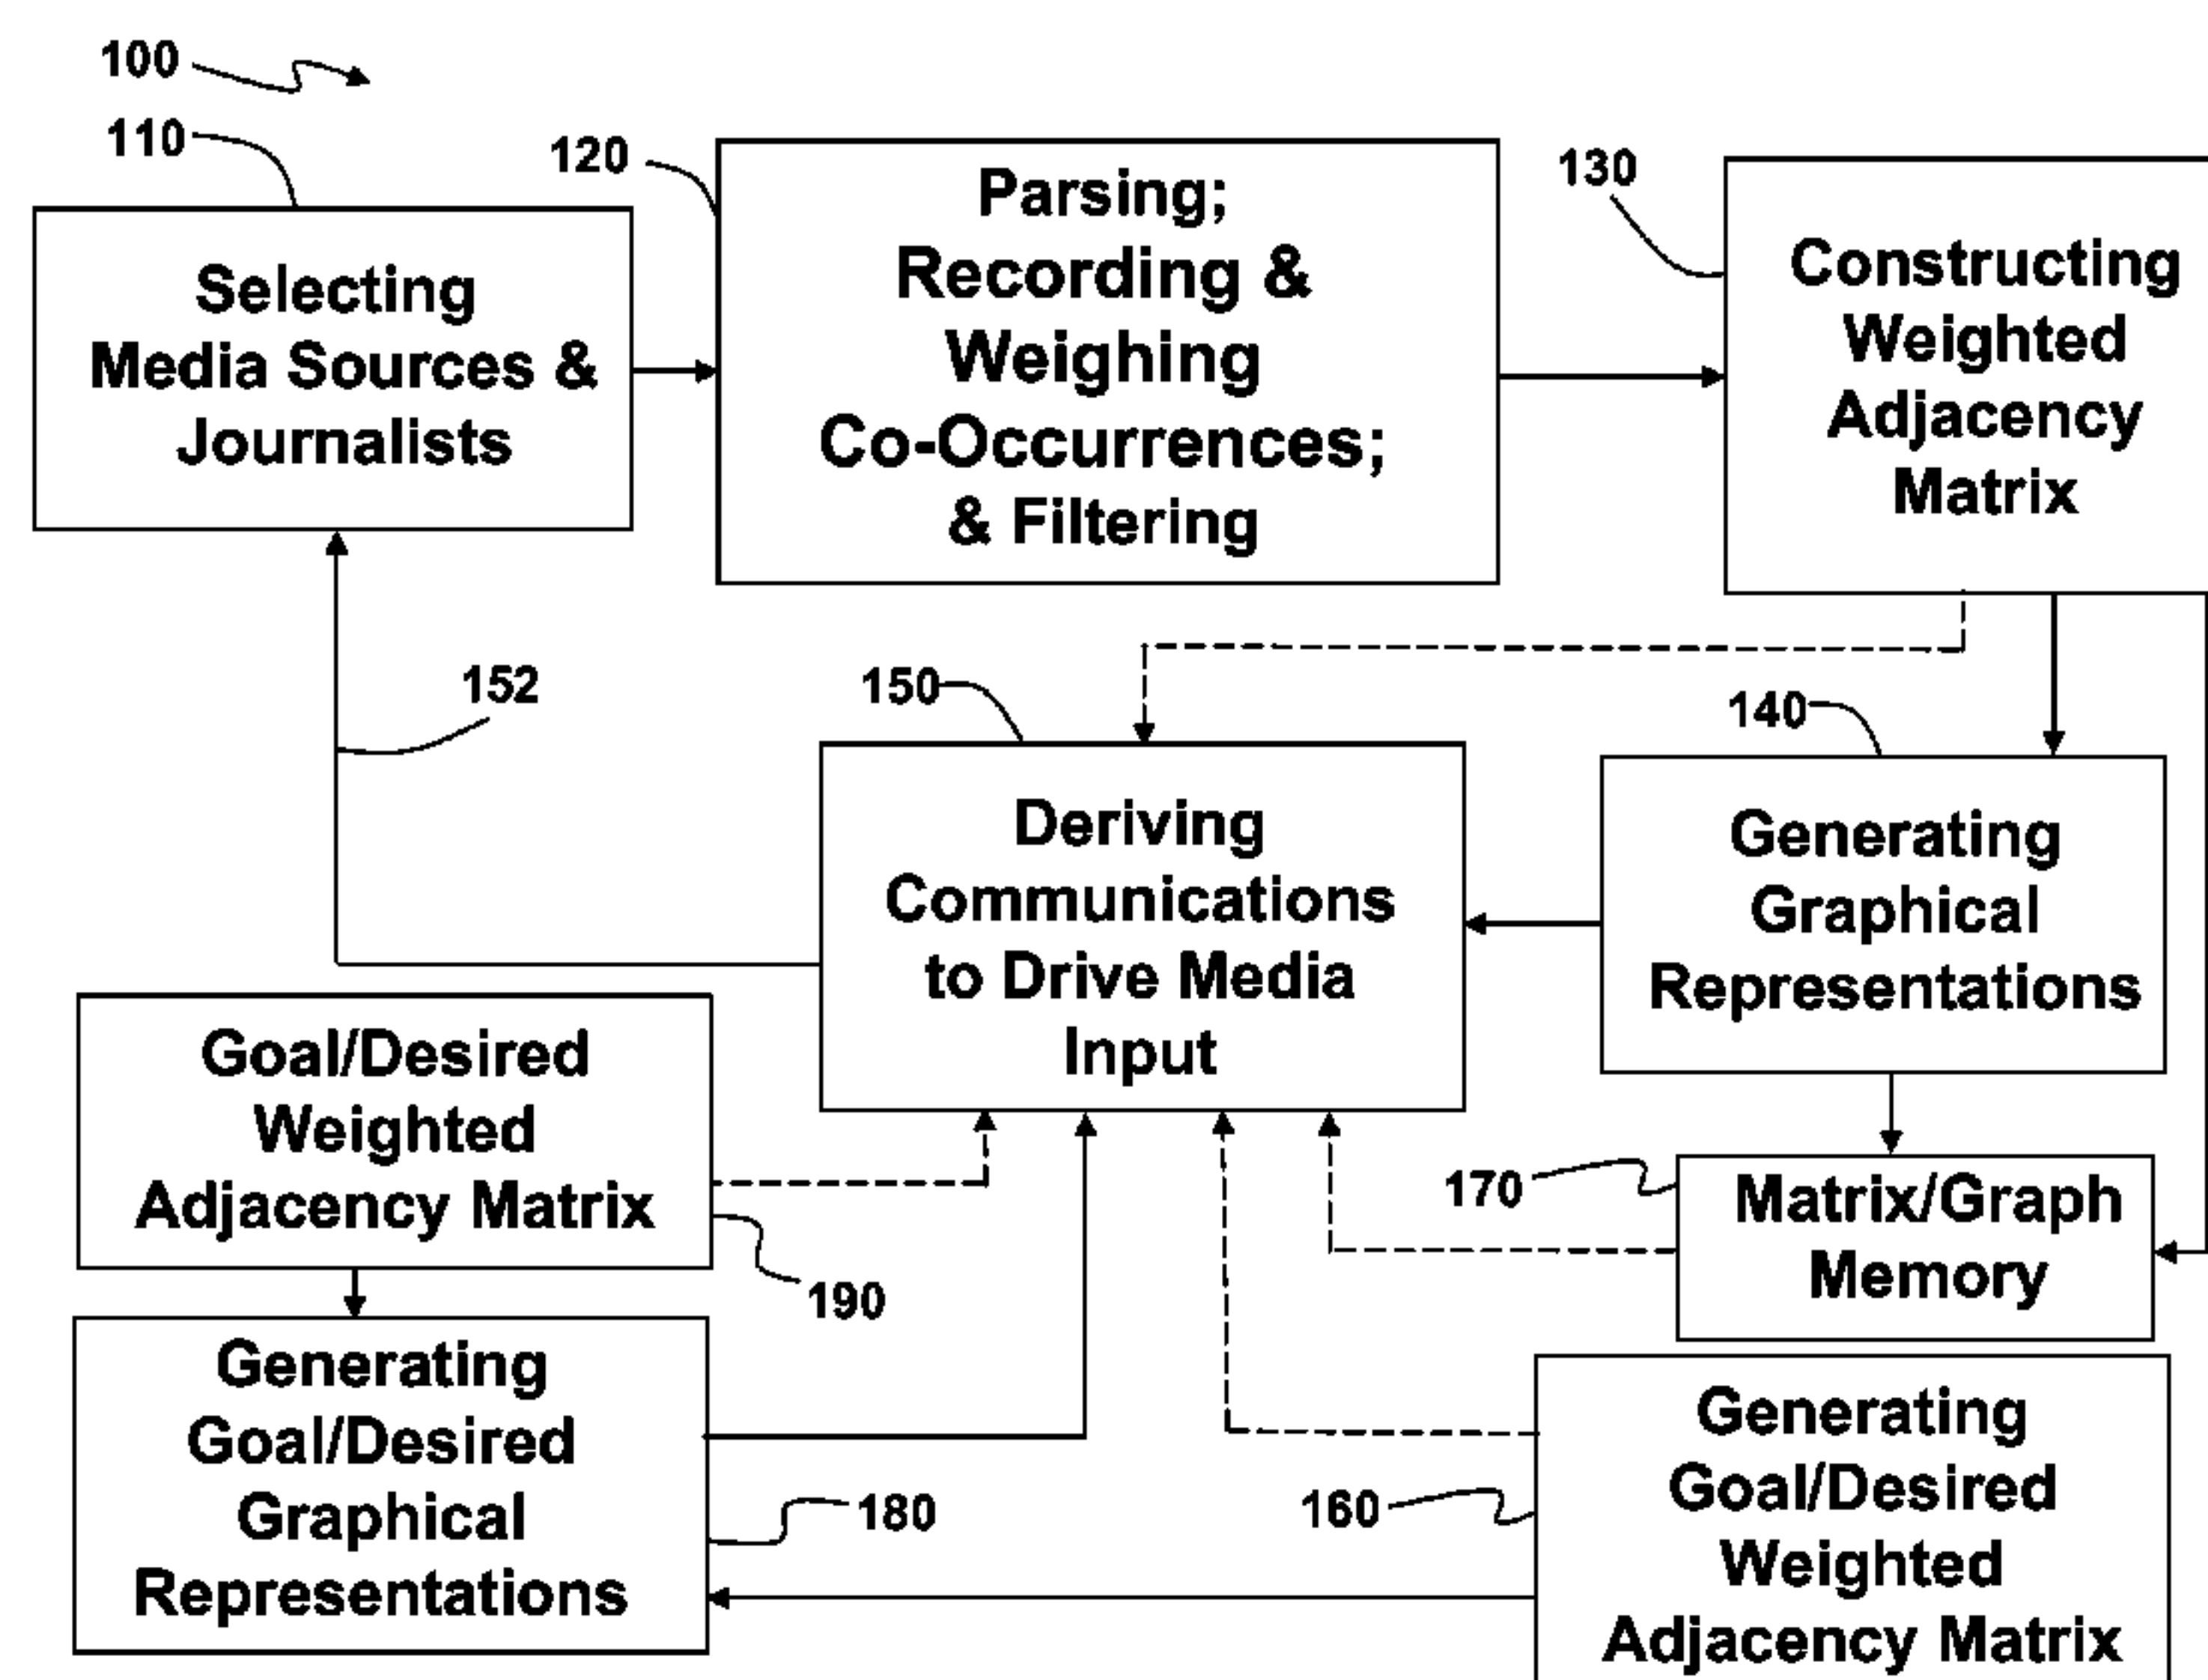 100
110
120
130
Selecting
Media Sources &
Journalists
Parsing;
Recording &
Weighing
Co-Occurrences;
& Filtering
Constructing
Weighted
Adjacency
Matrix
152
150
140
Deriving
Communications
to Drive Media
Input
Generating
Graphical
Representations
Goal/Desired
Weighted
Adjacency Matrix
190
170
Matrix/Graph
Memory
Generating
Goal/Desired
Graphical
Representations
180
160
Generating
Goal/Desired
Weighted
Adjacency Matrix